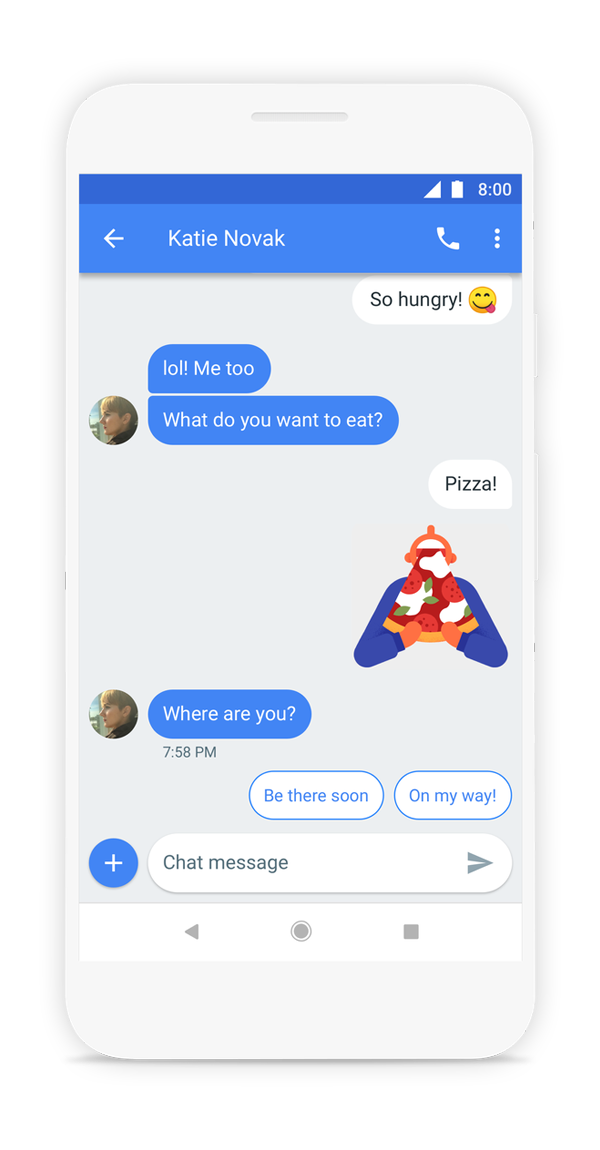 8:00
Katie Novak
So hungry! 😋
lol! Me too
What do you want to eat?
Pizza!
Where are you?
7:58 PM
Be there soon
On my way!
Chat message